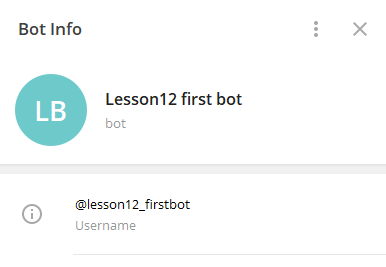 Bot Info
LB
Lesson12 first bot
bot
@lesson12_firstbot
Username